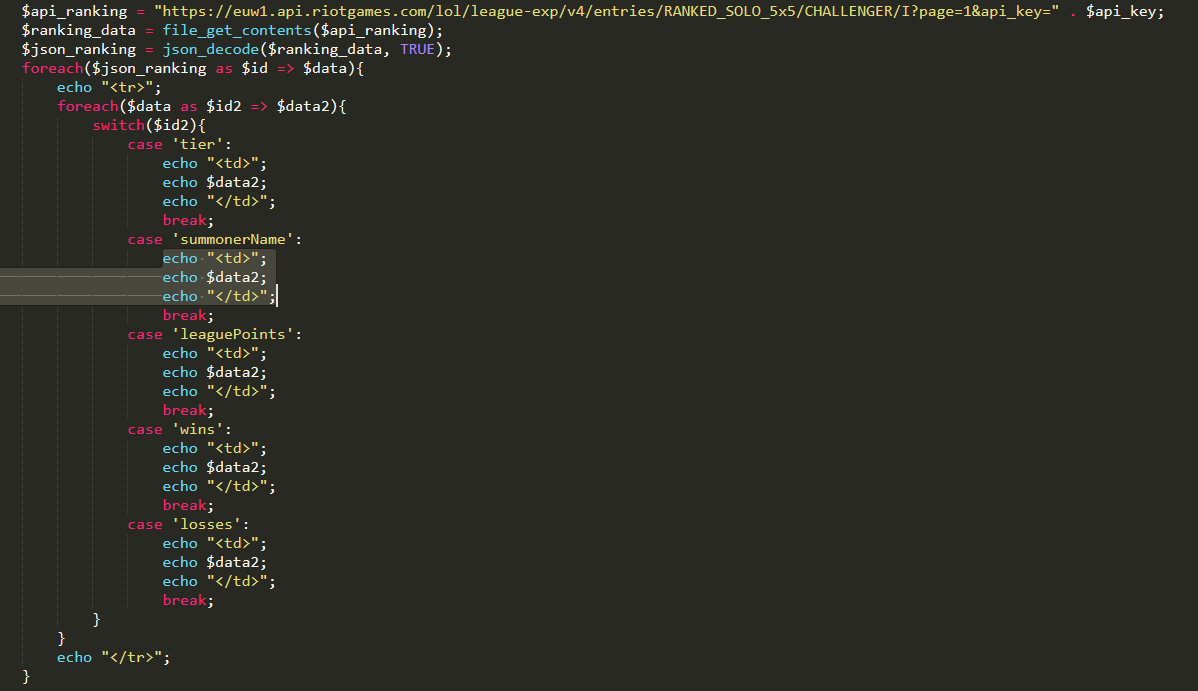 $api_ranking = "https://euw1.api.riotgames.com/lol/league-exp/v4/entries/RANKED_SOLO_5x5/CHALLENGER/I?page=1&api_key=" . $api_key;
$ranking_data = file_get_contents($api_ranking);
$json_ranking = json_decode($ranking_data, TRUE);
foreach($json_ranking as $id => $data){
    echo "<tr>";
    foreach($data as $id2 => $data2){
        switch($id2){
            case 'tier':
                echo "<td>";
                echo $data2;
                echo "</td>";
                break;
            case 'summonerName':
                echo "<td>";
                echo $data2;
                echo "</td>";
                break;
            case 'leaguePoints':
                echo "<td>";
                echo $data2;
                echo "</td>";
                break;
            case 'wins':
                echo "<td>";
                echo $data2;
                echo "</td>";
                break;
            case 'losses':
                echo "<td>";
                echo $data2;
                echo "</td>";
                break;
        }
    }
    echo "</tr>";
}